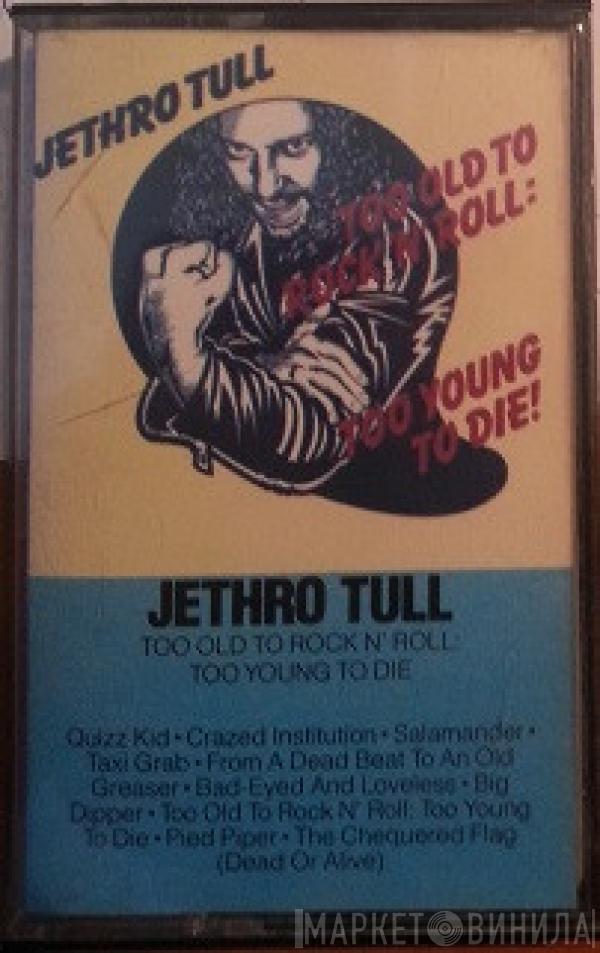 JETHRO TULL
TOO OLD TO
ROCK 'N' ROLL:
TOO YOUNG
TO DIE!
JETHRO TULL
TOO OLD TO ROCK N' ROLL:
TOO YOUNG TO DIE
Quizz Kid • Crazed Institution • Salamander •
Taxi Grab • From A Dead Beat To An Old
Greaser • Bad-Eyed And Loveless • Big
Dipper • Too Old To Rock N' Roll: Too Young
To Die • Pied Piper • The Chequered Flag
(Dead Or Alive)
МАРКЕТ ВИНИЛА